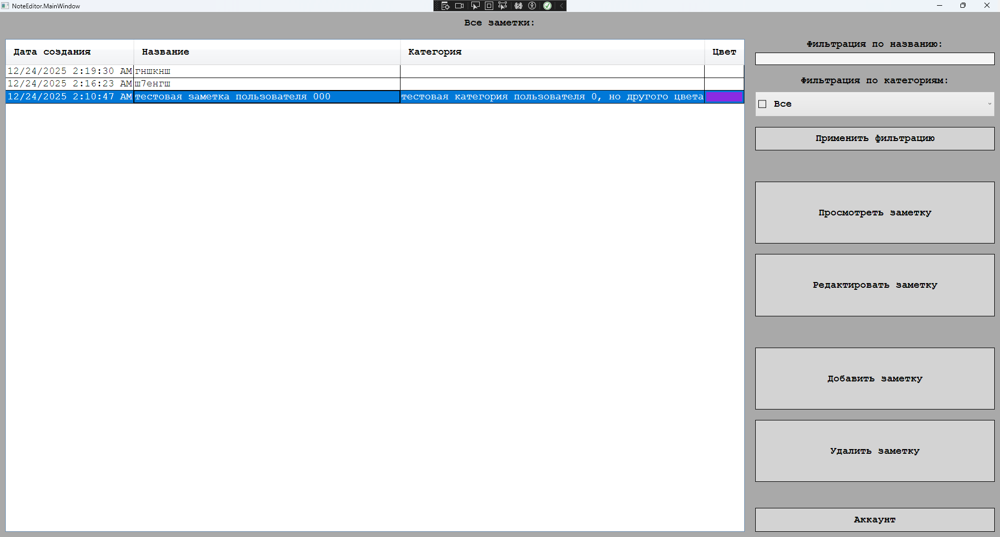 NoteEditor.MainWindow
Все заметки:
Дата создания Название Категория Цвет
12/24/2025 2:19:30 AM гншкнш
12/24/2025 2:16:23 AM ш7енгш
12/24/2025 2:10:47 AM тестовая заметка пользователя 000 тестовая категория пользователя 0, но другого цвета
Фильтрация по названию:
Фильтрация по категориям:
Все
Применить фильтрацию
Просмотреть заметку
Редактировать заметку
Добавить заметку
Удалить заметку
Аккаунт